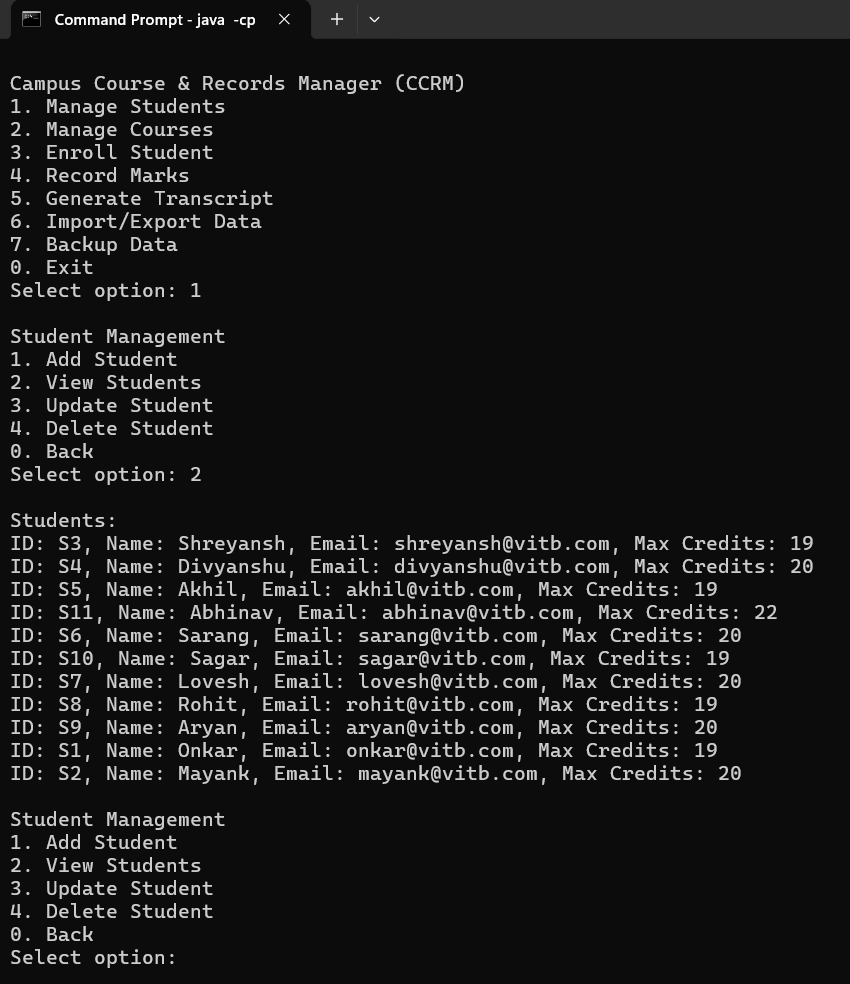 Command Prompt - java -cp
Campus Course & Records Manager (CCRM)
1. Manage Students
2. Manage Courses
3. Enroll Student
4. Record Marks
5. Generate Transcript
6. Import/Export Data
7. Backup Data
0. Exit
Select option: 1
Student Management
1. Add Student
2. View Students
3. Update Student
4. Delete Student
0. Back
Select option: 2
Students:
ID: S3, Name: Shreyansh, Email: shreyansh@vitb.com, Max Credits: 19
ID: S4, Name: Divyanshu, Email: divyanshu@vitb.com, Max Credits: 20
ID: S5, Name: Akhil, Email: akhil@vitb.com, Max Credits: 19
ID: S11, Name: Abhinav, Email: abhinav@vitb.com, Max Credits: 22
ID: S6, Name: Sarang, Email: sarang@vitb.com, Max Credits: 20
ID: S10, Name: Sagar, Email: sagar@vitb.com, Max Credits: 19
ID: S7, Name: Lovesh, Email: lovesh@vitb.com, Max Credits: 20
ID: S8, Name: Rohit, Email: rohit@vitb.com, Max Credits: 19
ID: S9, Name: Aryan, Email: aryan@vitb.com, Max Credits: 20
ID: S1, Name: Onkar, Email: onkar@vitb.com, Max Credits: 19
ID: S2, Name: Mayank, Email: mayank@vitb.com, Max Credits: 20
Student Management
1. Add Student
2. View Students
3. Update Student
4. Delete Student
0. Back
Select option: